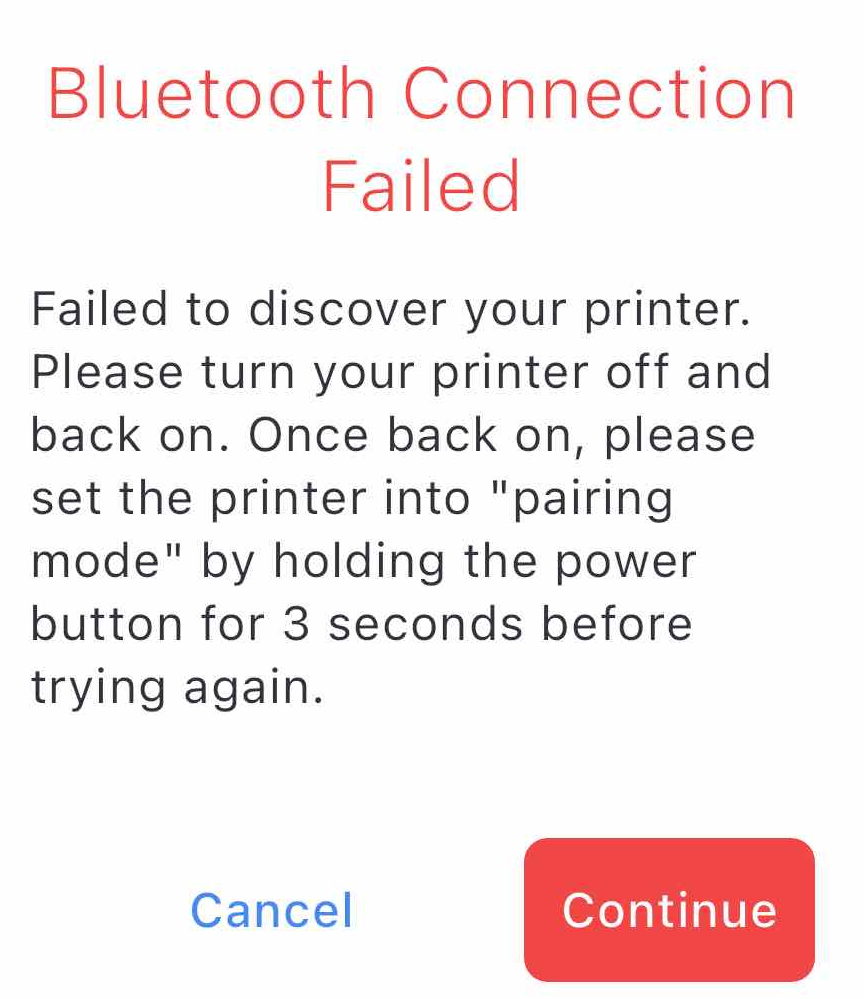 Bluetooth Connection
Failed
Failed to discover your printer.
Please turn your printer off and
back on. Once back on, please
set the printer into "pairing
mode" by holding the power
button for 3 seconds before
trying again.
Cancel
Continue